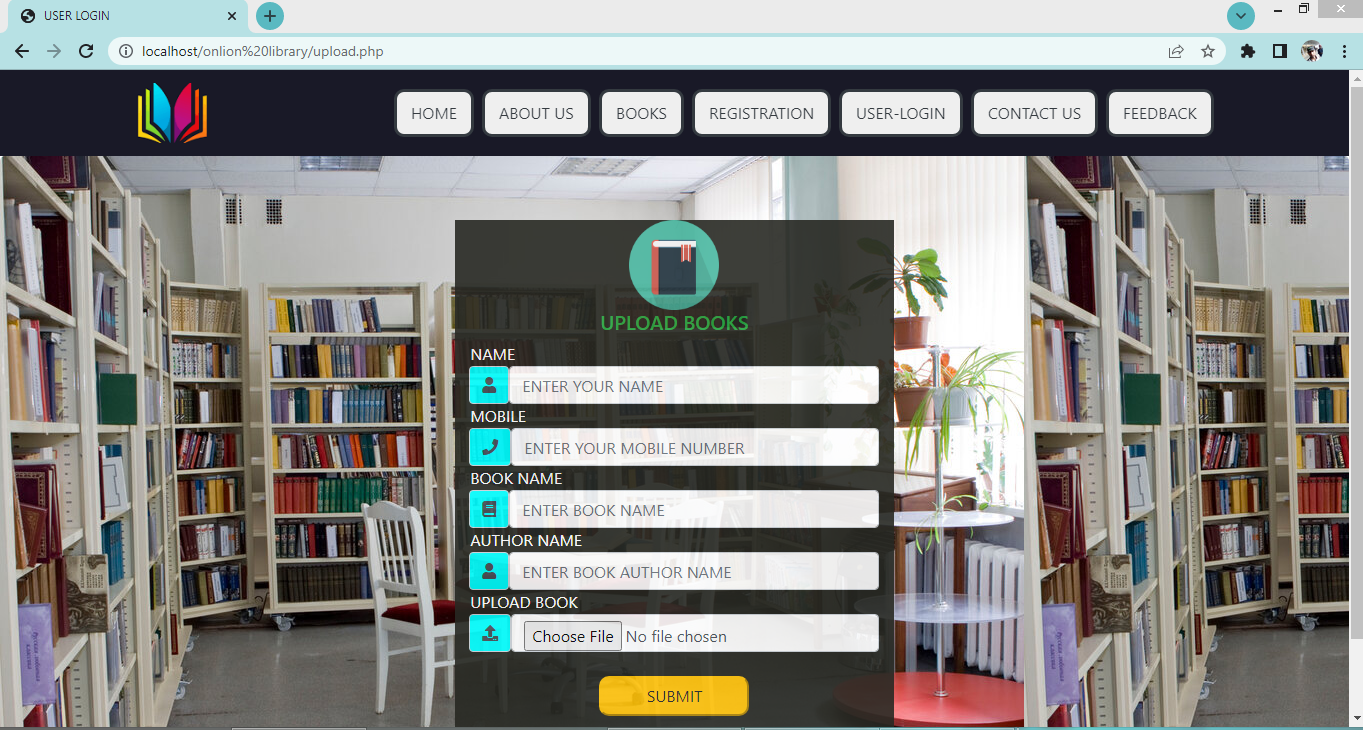 USER LOGIN
localhost/onlion%20library/upload.php
HOME ABOUT US BOOKS REGISTRATION USER-LOGIN CONTACT US FEEDBACK
UPLOAD BOOKS
NAME
ENTER YOUR NAME
MOBILE
ENTER YOUR MOBILE NUMBER
BOOK NAME
ENTER BOOK NAME
AUTHOR NAME
ENTER BOOK AUTHOR NAME
UPLOAD BOOK
Choose File No file chosen
SUBMIT